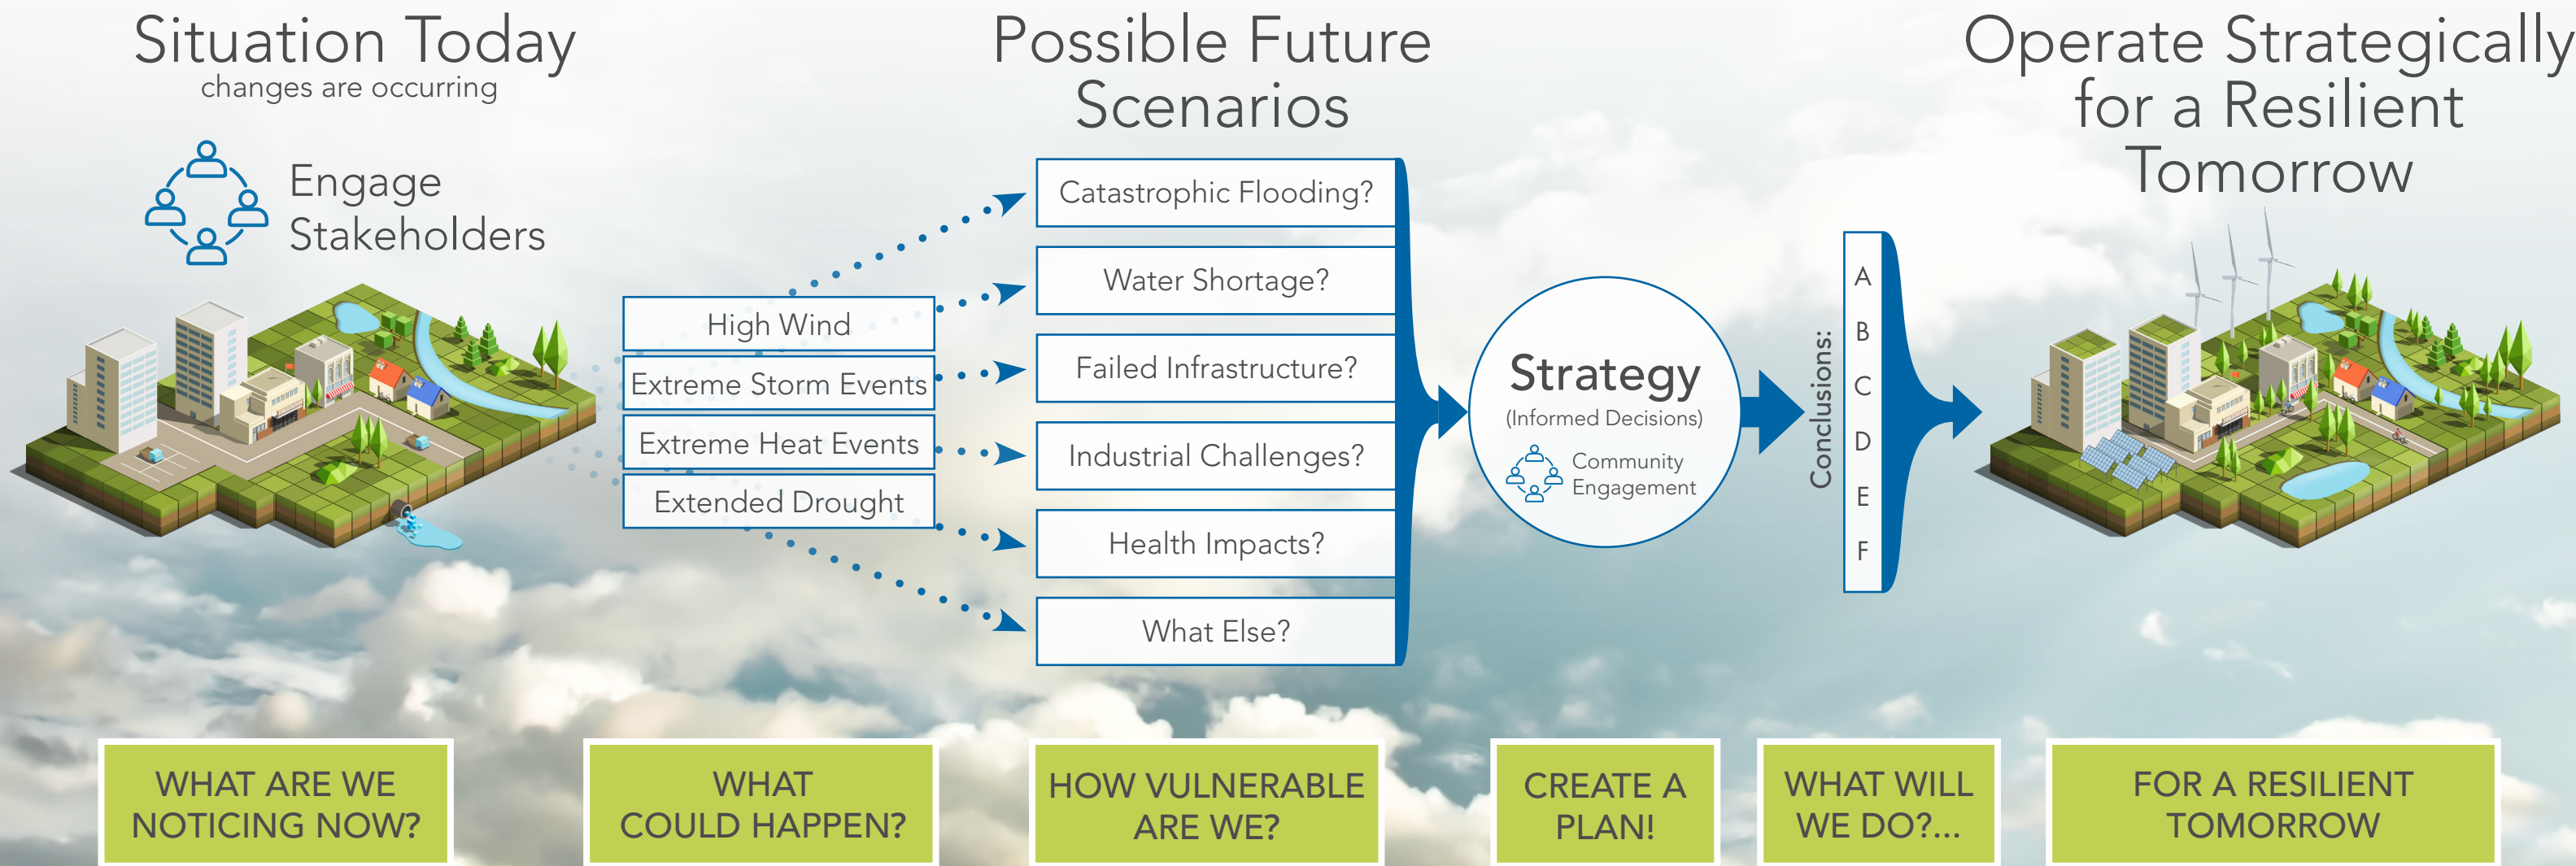 Situation Today
changes are occurring
Engage
Stakeholders
High Wind
Extreme Storm Events
Extreme Heat Events
Extended Drought
Possible Future
Scenarios
Catastrophic Flooding?
Water Shortage?
Failed Infrastructure?
Industrial Challenges?
Health Impacts?
What Else?
Strategy
(Informed Decisions)
Community
Engagement
Conclusions:
A
B
C
D
E
F
Operate Strategically
for a Resilient
Tomorrow
WHAT ARE WE
NOTICING NOW?
WHAT
COULD HAPPEN?
HOW VULNERABLE
ARE WE?
CREATE A
PLAN!
WHAT WILL
WE DO?...
FOR A RESILIENT
TOMORROW